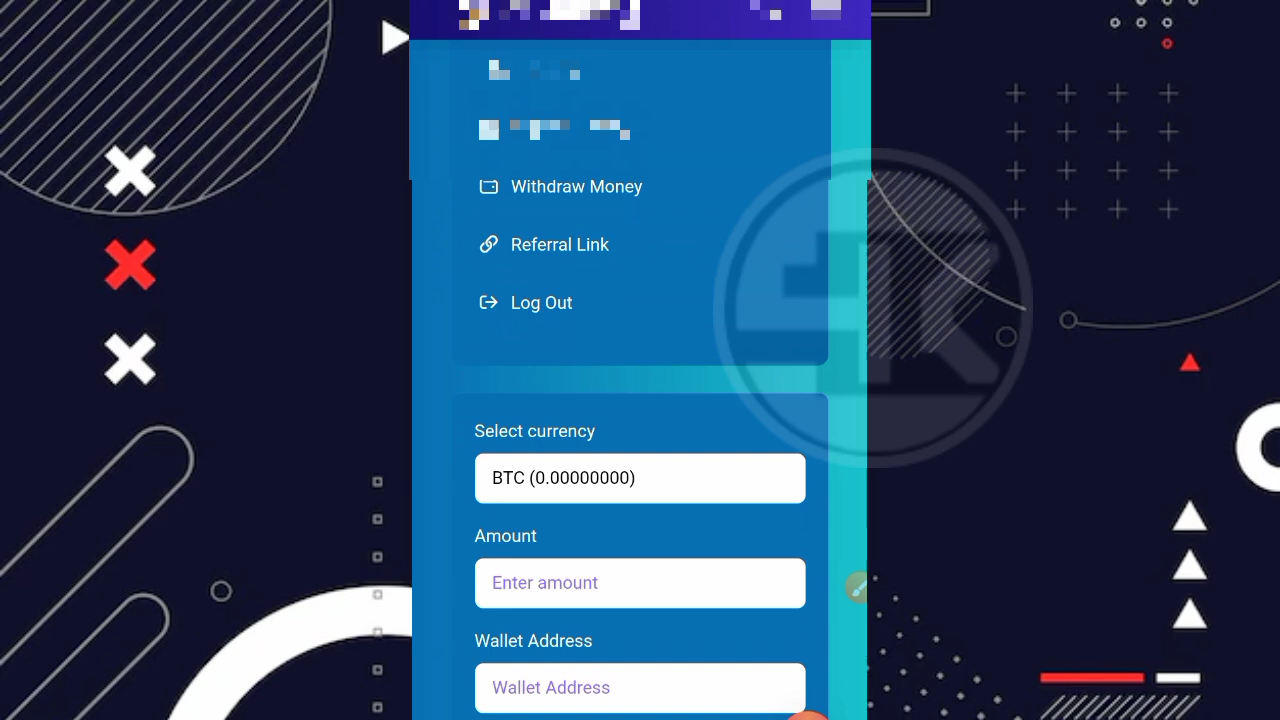 Withdraw Money
Referral Link
Log Out
Select currency
BTC (0.00000000)
Amount
Enter amount
Wallet Address
Wallet Address